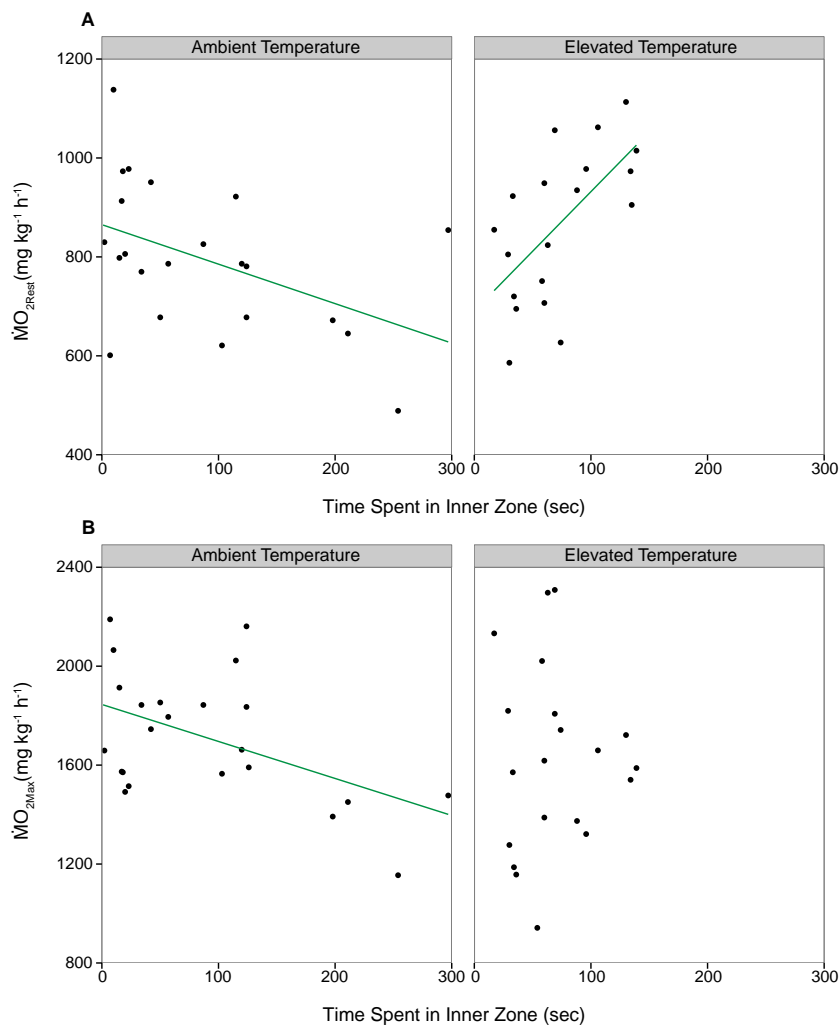 A
Ambient Temperature Elevated Temperature
1200
1000
800
600
400
ṀO₂Rest (mg kg⁻¹ h⁻¹)
0 100 200 300 0 100 200 300
Time Spent in Inner Zone (sec)
B
Ambient Temperature Elevated Temperature
2400
2000
1600
1200
800
ṀO₂Max (mg kg⁻¹ h⁻¹)
0 100 200 300 0 100 200 300
Time Spent in Inner Zone (sec)